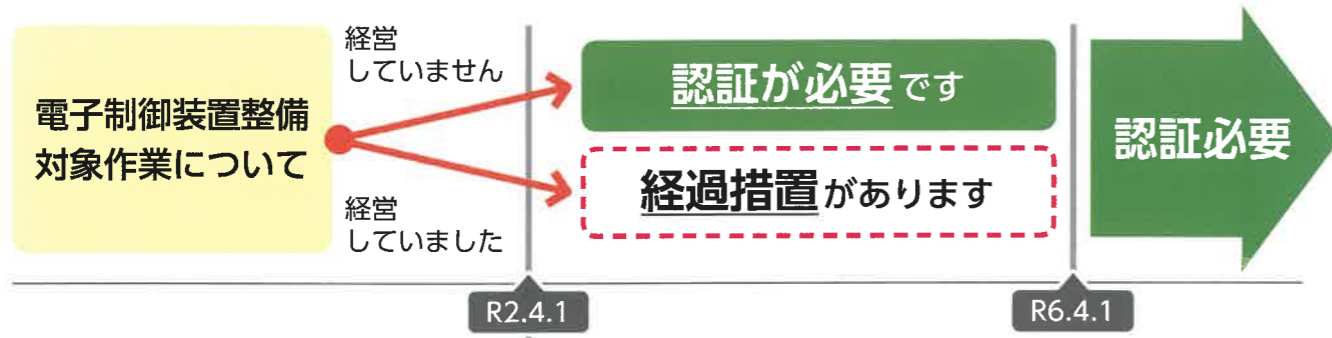 電子制御装置整備
対象作業について
経営
していません
認証が必要です
経営
していました
経過措置があります
認証必要
R2.4.1
R6.4.1